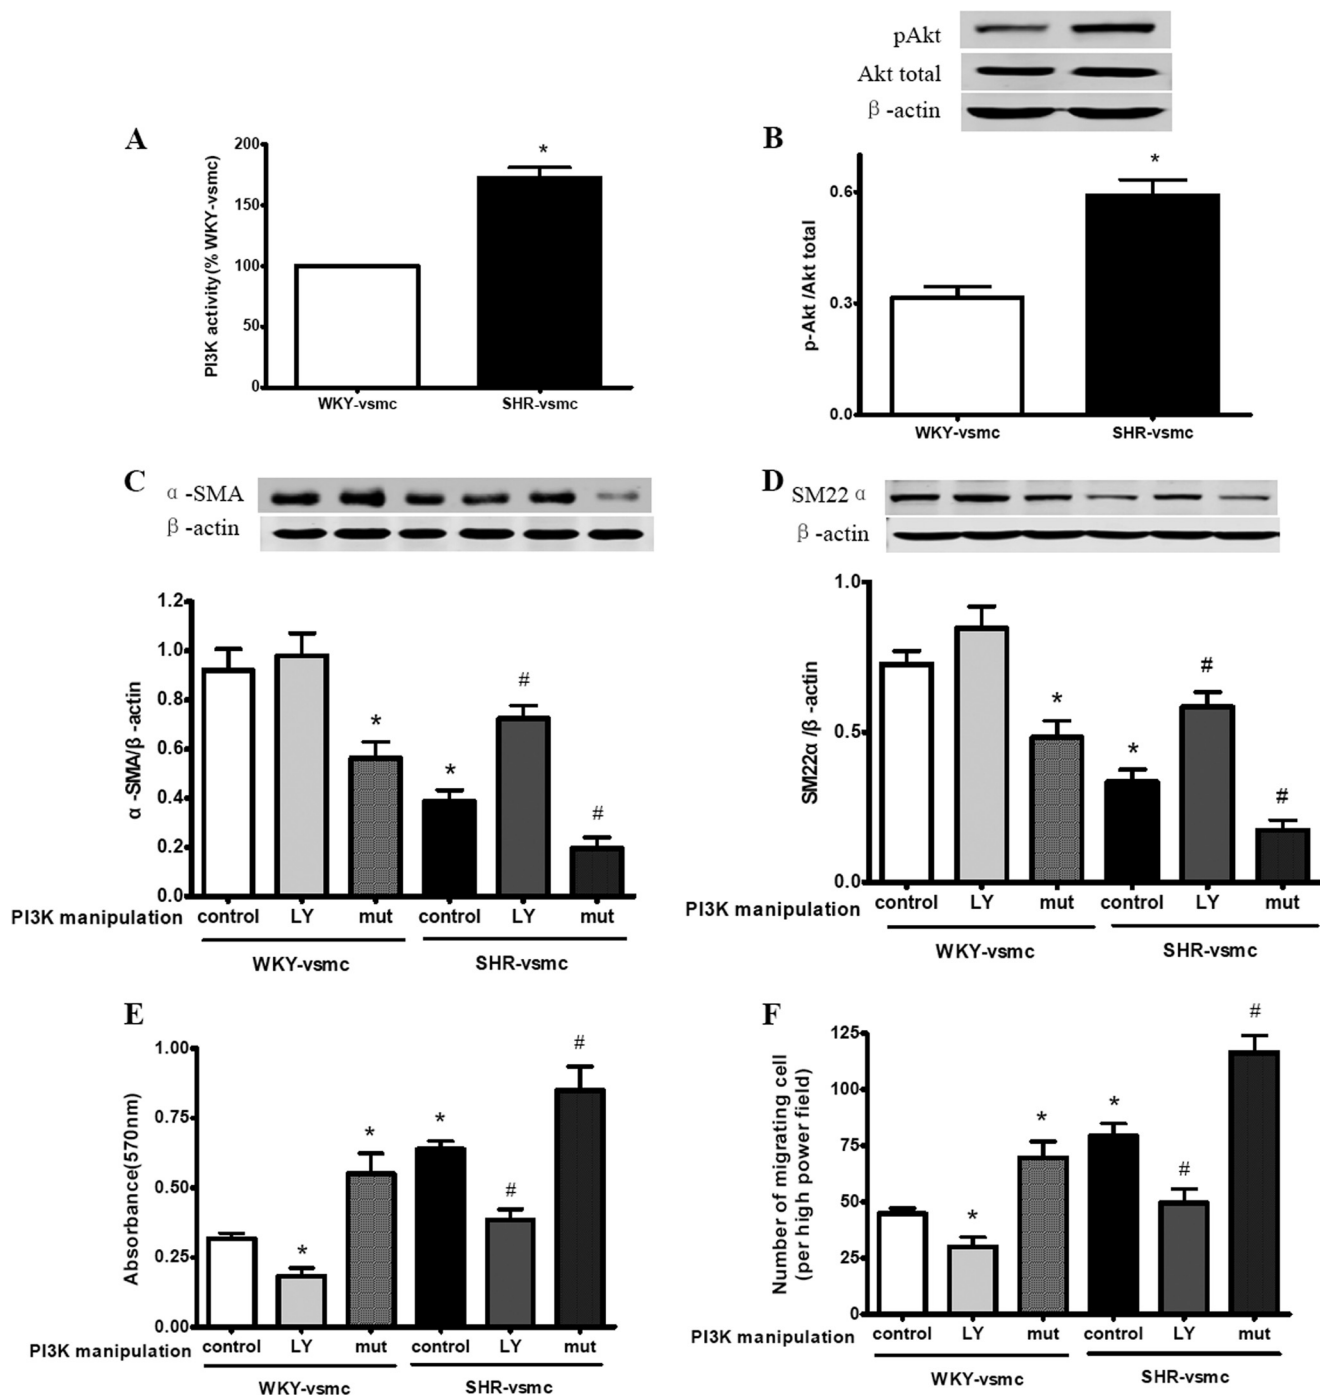 pAkt
Akt total
β-actin
A
PI3K activity(% WKY-vsmc)
200
150
100
50
0
*
WKY-vsmc SHR-vsmc
B
p-Akt /Akt total
0.6
0.3
0.0
*
WKY-vsmc SHR-vsmc
C
α-SMA
β-actin
α-SMA/β-actin
1.2
1.0
0.8
0.6
0.4
0.2
0.0
* * # #
PI3K manipulation control LY mut control LY mut
WKY-vsmc SHR-vsmc
D
SM22α
β-actin
SM22α/β-actin
1.0
0.5
0.0
* * # #
PI3K manipulation control LY mut control LY mut
WKY-vsmc SHR-vsmc
E
Absorbance(570nm)
1.00
0.75
0.50
0.25
0.00
* * * # #
PI3K manipulation control LY mut control LY mut
WKY-vsmc SHR-vsmc
F
Number of migrating cell
(per high power field)
125
100
75
50
25
0
* * * # #
PI3K manipulation control LY mut control LY mut
WKY-vsmc SHR-vsmc